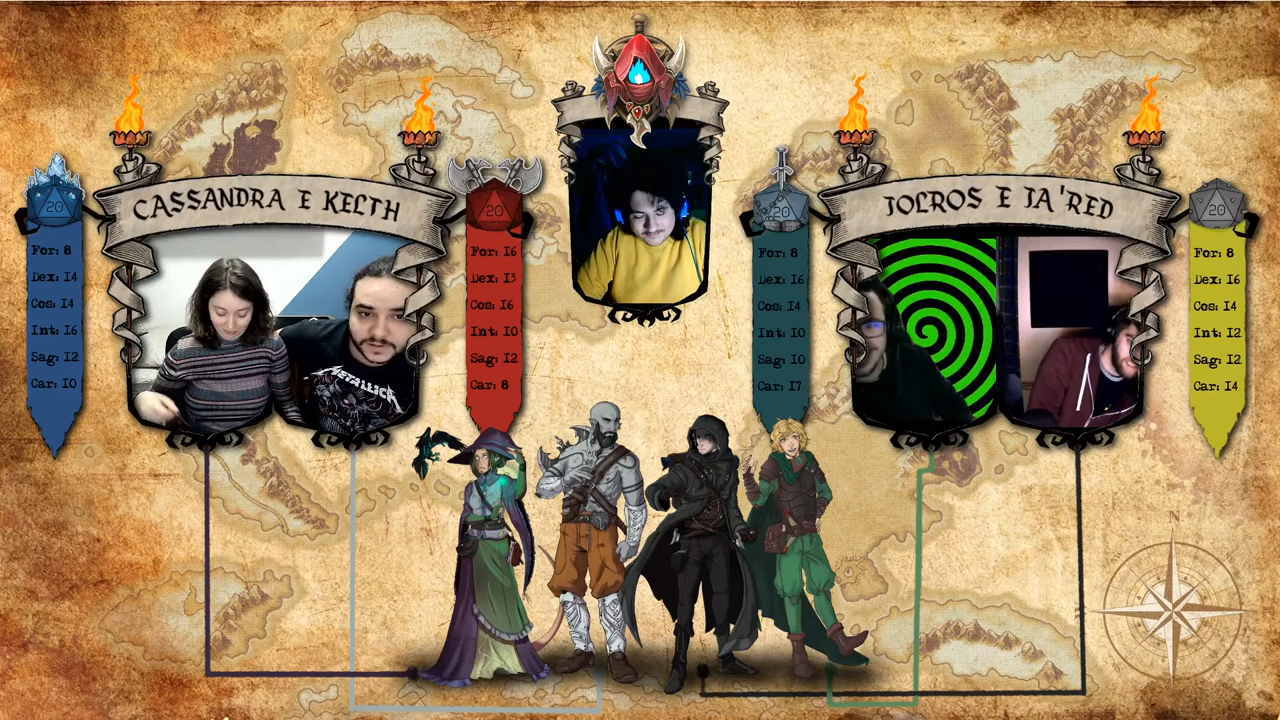 CASSANDRA E KELTH
JOLROS E JA'RED
20
For: 8
Dex: 14
Cos: 14
Int: 16
Sag: 12
Car: 10
20
For: 16
Dex: 13
Cos: 16
Int: 10
Sag: 12
Car: 8
20
For: 8
Dex: 16
Cos: 14
Int: 10
Sag: 10
Car: 17
20
For: 8
Dex: 16
Cos: 14
Int: 12
Sag: 12
Car: 14
METALLICA
N